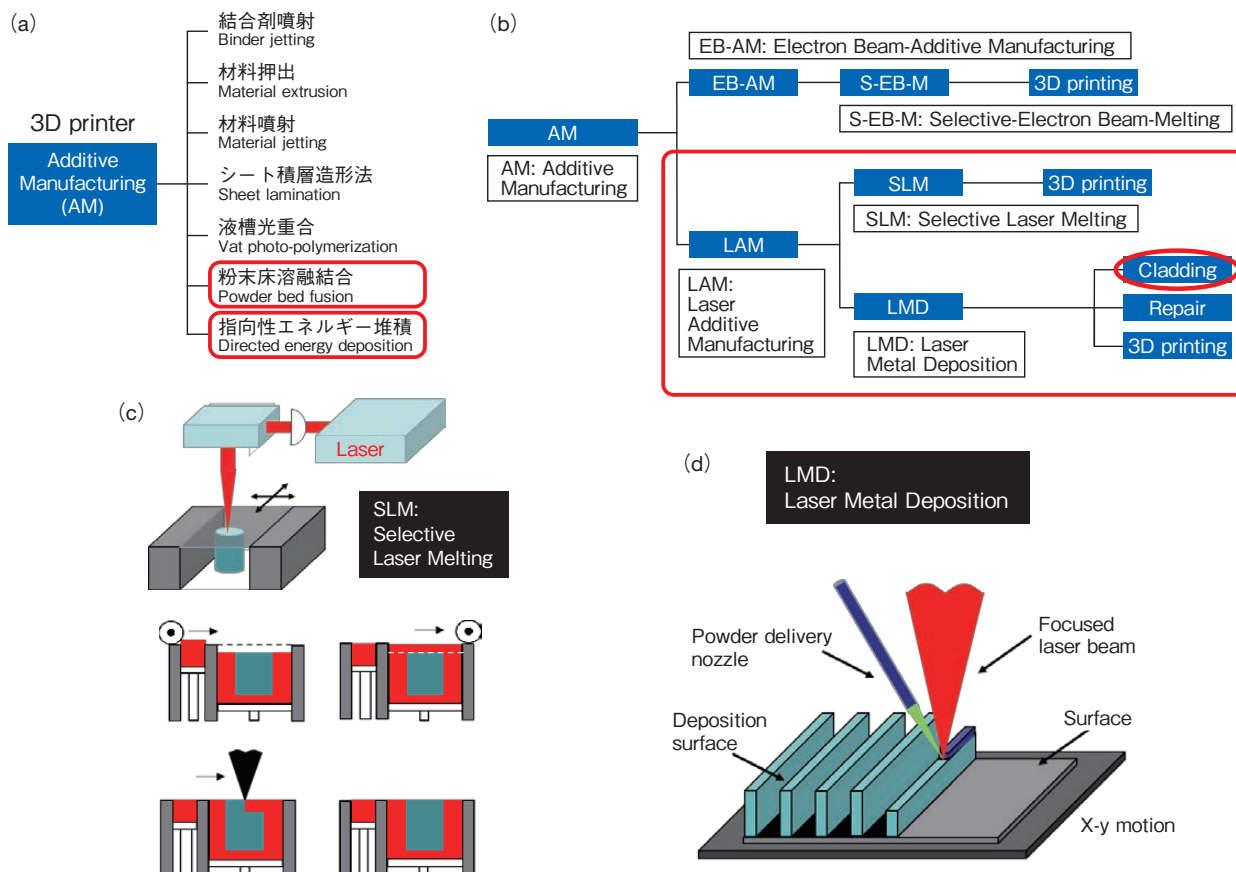 (a)
3D printer
Additive
Manufacturing
(AM)
結合剤噴射
Binder jetting
材料押出
Material extrusion
材料噴射
Material jetting
シート積層造形法
Sheet lamination
液槽光重合
Vat photo-polymerization
粉末床溶融結合
Powder bed fusion
指向性エネルギー堆積
Directed energy deposition
(b)
EB-AM: Electron Beam-Additive Manufacturing
EB-AM
S-EB-M
3D printing
S-EB-M: Selective-Electron Beam-Melting
AM
AM: Additive
Manufacturing
SLM
3D printing
SLM: Selective Laser Melting
LAM
LAM:
Laser
Additive
Manufacturing
LMD
LMD: Laser
Metal Deposition
Cladding
Repair
3D printing
(c)
Laser
SLM:
Selective
Laser Melting
(d)
LMD:
Laser Metal Deposition
Powder delivery
nozzle
Focused
laser beam
Deposition
surface
Surface
X-y motion